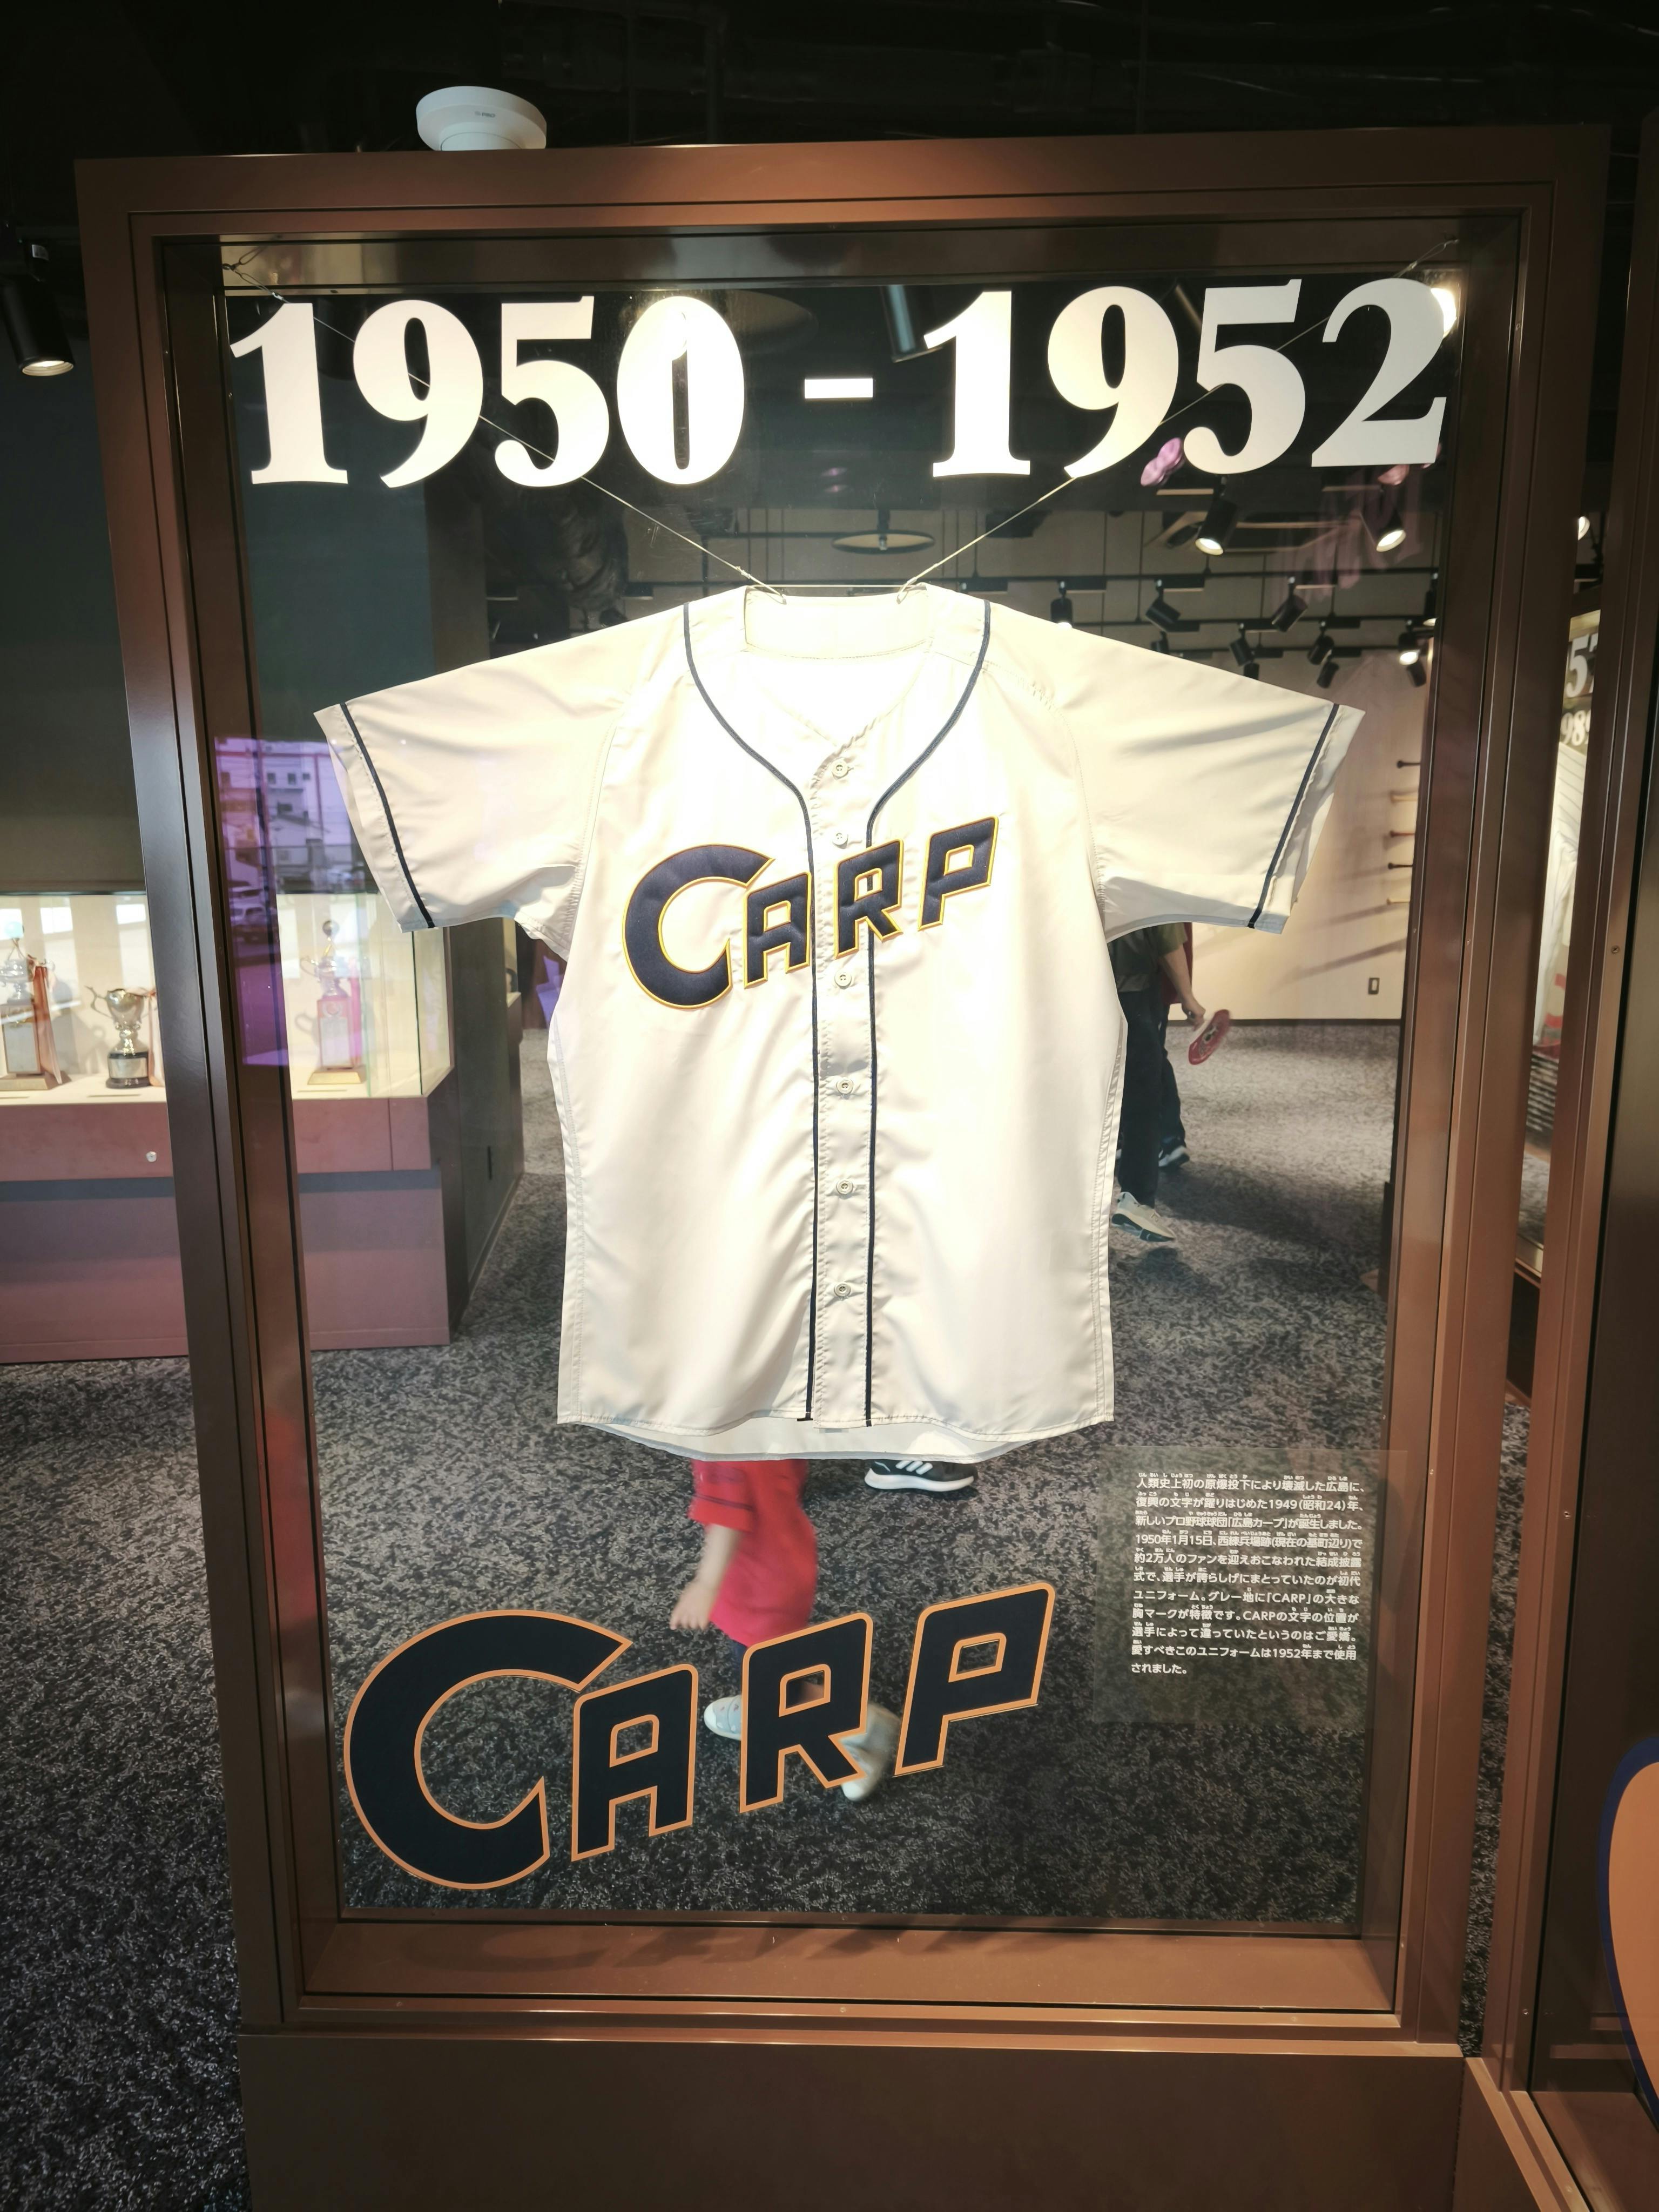 1950-1952
CARP
人類史上初の原爆投下により壊滅した広島に、
復興の文字が躍りはじめた1949(昭和24)年、
新しいプロ野球球団「広島カープ」が誕生しました。
1950年1月15日、西練兵場跡(現在の基町辺り)で
約2万人のファンを迎えおこなわれた結成披露
式で、選手が誇らしげにまとっていたのが初代
ユニフォーム。グレー地に「CARP」の大きな
胸マークが特徴です。CARPの文字の位置が
選手によって違っていたというのはご愛嬌。
愛すべきこのユニフォームは1952年まで使用
されました。
CARP